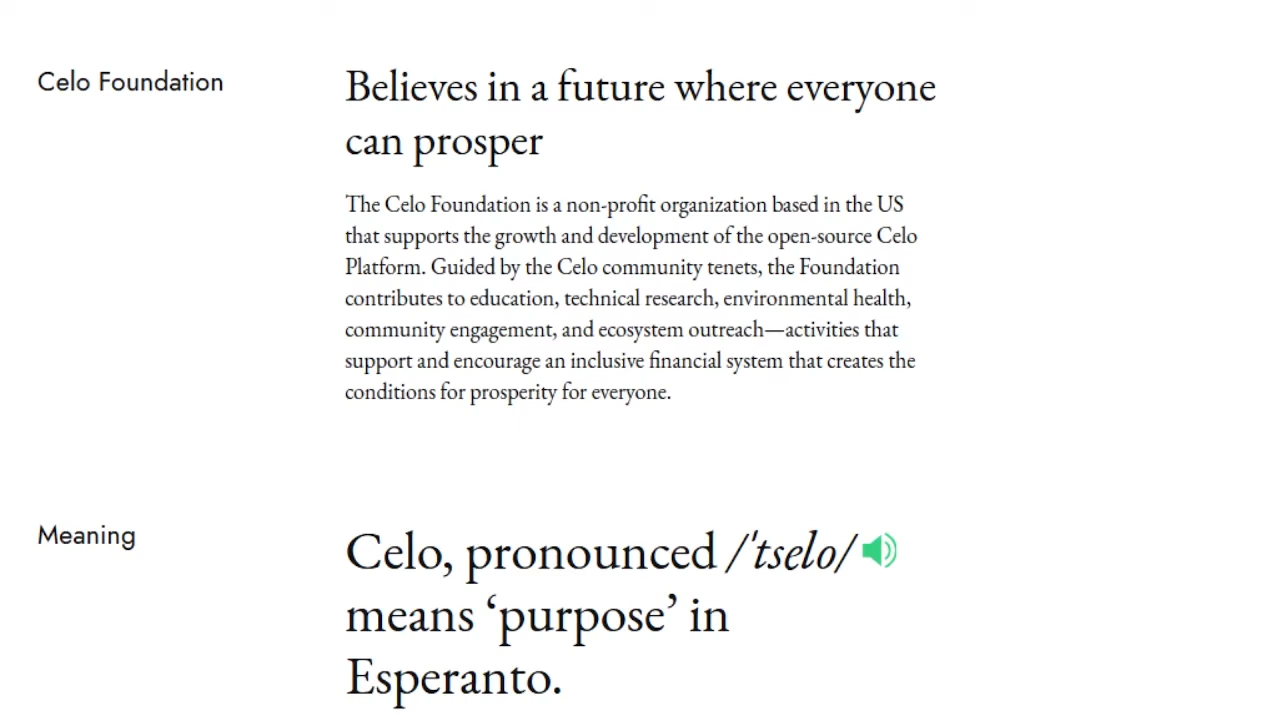 Celo Foundation
Believes in a future where everyone
can prosper
The Celo Foundation is a non-profit organization based in the US
that supports the growth and development of the open-source Celo
Platform. Guided by the Celo community tenets, the Foundation
contributes to education, technical research, environmental health,
community engagement, and ecosystem outreach—activities that
support and encourage an inclusive financial system that creates the
conditions for prosperity for everyone.
Meaning
Celo, pronounced /ˈtselo/
means ‘purpose’ in
Esperanto.